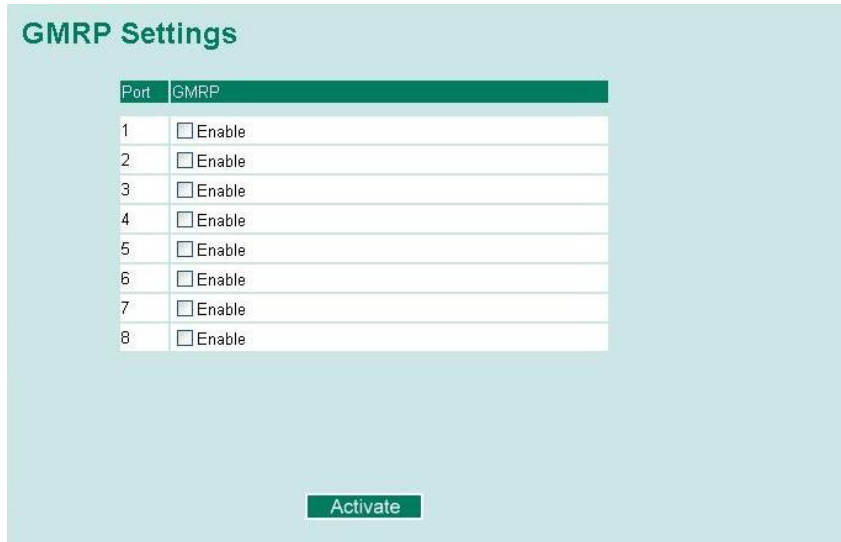 GMRP Settings
Port GMRP
1 Enable
2 Enable
3 Enable
4 Enable
5 Enable
6 Enable
7 Enable
8 Enable
Activate